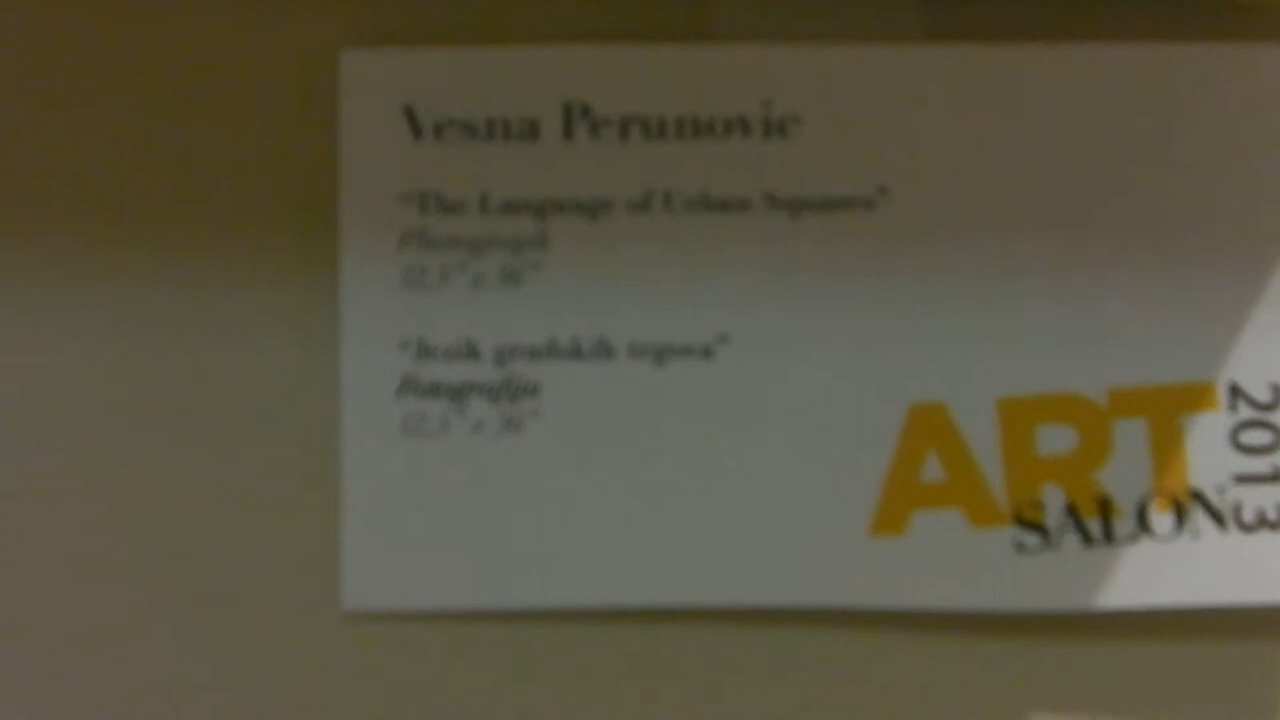 Vesna Perunovic
"The Language of Urban Squares"
Photograph
"Jezik gradskih trgova"
Fotografija
ART
SALON
2013